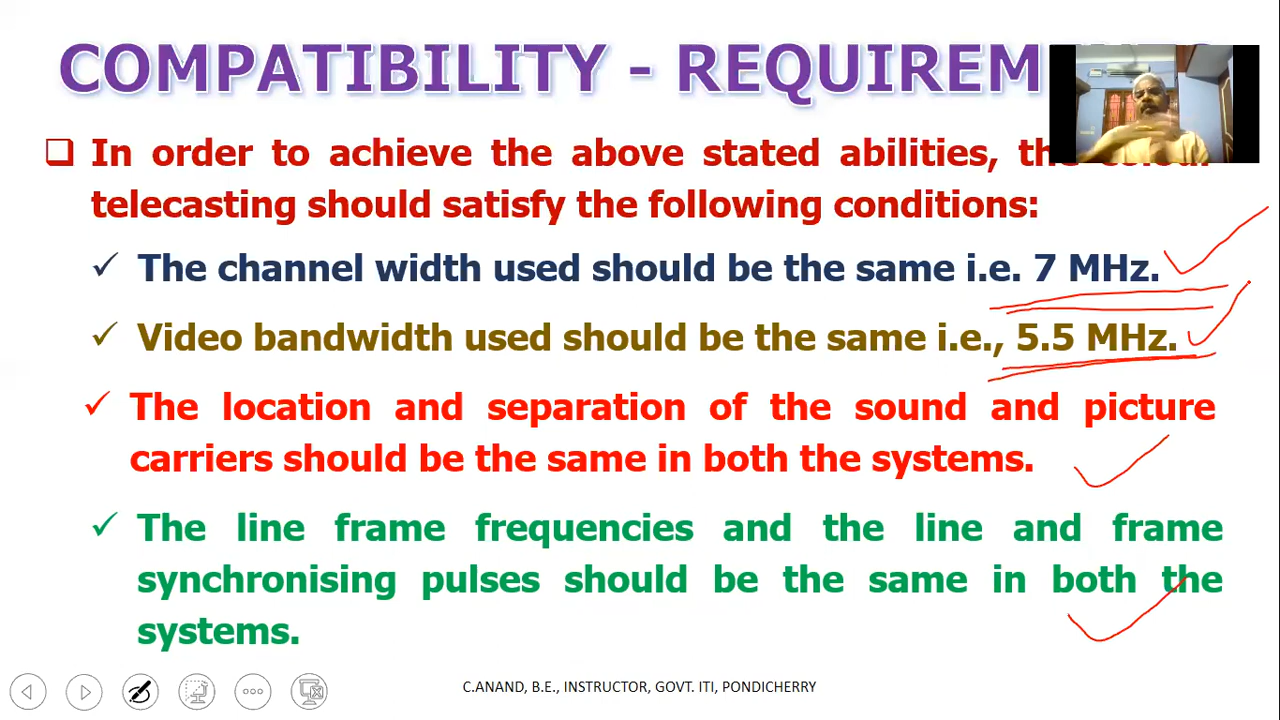 COMPATIBILITY - REQUIREM
In order to achieve the above stated abilities, the colour
telecasting should satisfy the following conditions:
The channel width used should be the same i.e. 7 MHz.
Video bandwidth used should be the same i.e., 5.5 MHz.
The location and separation of the sound and picture
carriers should be the same in both the systems.
The line frame frequencies and the line and frame
synchronising pulses should be the same in both the
systems.
C.ANAND, B.E., INSTRUCTOR, GOVT. ITI, PONDICHERRY